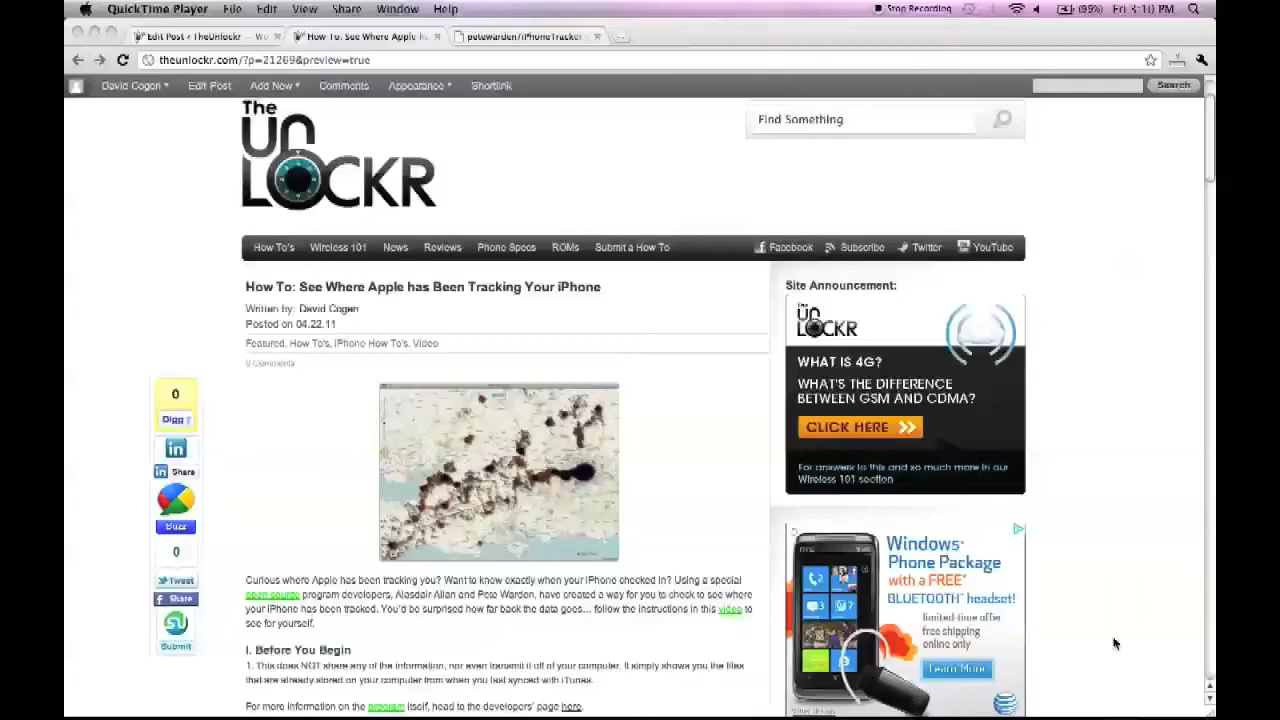 QuickTime Player File Edit View Share Window Help
Stop Recording (99%) Fri 3:10 PM
Edit Post ‹ TheUnlockr
How To: See Where Apple ha
petewarden/iPhoneTracker
theunlockr.com/?p=21269&preview=true
David Cogen Edit Post Add New Comments Appearance Shortlink Search
The
UN
LOCKR
Find Something
How To's Wireless 101 News Reviews Phone Specs ROMs Submit a How To Facebook Subscribe Twitter YouTube
How To: See Where Apple has Been Tracking Your iPhone
Written by: David Cogen
Posted on 04.22.11
Featured, How To's, iPhone How To's, Video
0 Comments
0
Digg
in
in Share
Buzz
0
Tweet
f Share
Submit
Curious where Apple has been tracking you? Want to know exactly when your iPhone checked in? Using a special
open source program developers, Alasdair Allan and Pete Warden, have created a way for you to check to see where
your iPhone has been tracked. You'd be surprised how far back the data goes... follow the instructions in this video to
see for yourself.
I. Before You Begin
1. This does NOT share any of the information, nor even transmit it off of your computer. It simply shows you the files
that are already stored on your computer from when you last synced with iTunes.
For more information on the program itself, head to the developers' page here.
Site Announcement:
The
UN
LOCKR
WHAT IS 4G?
WHAT'S THE DIFFERENCE
BETWEEN GSM AND CDMA?
CLICK HERE >>
For answers to this and so much more in our
Wireless 101 section
Windows®
Phone Package
with a FREE*
BLUETOOTH® headset!
limited-time offer
free shipping
online only
Learn More
at&t